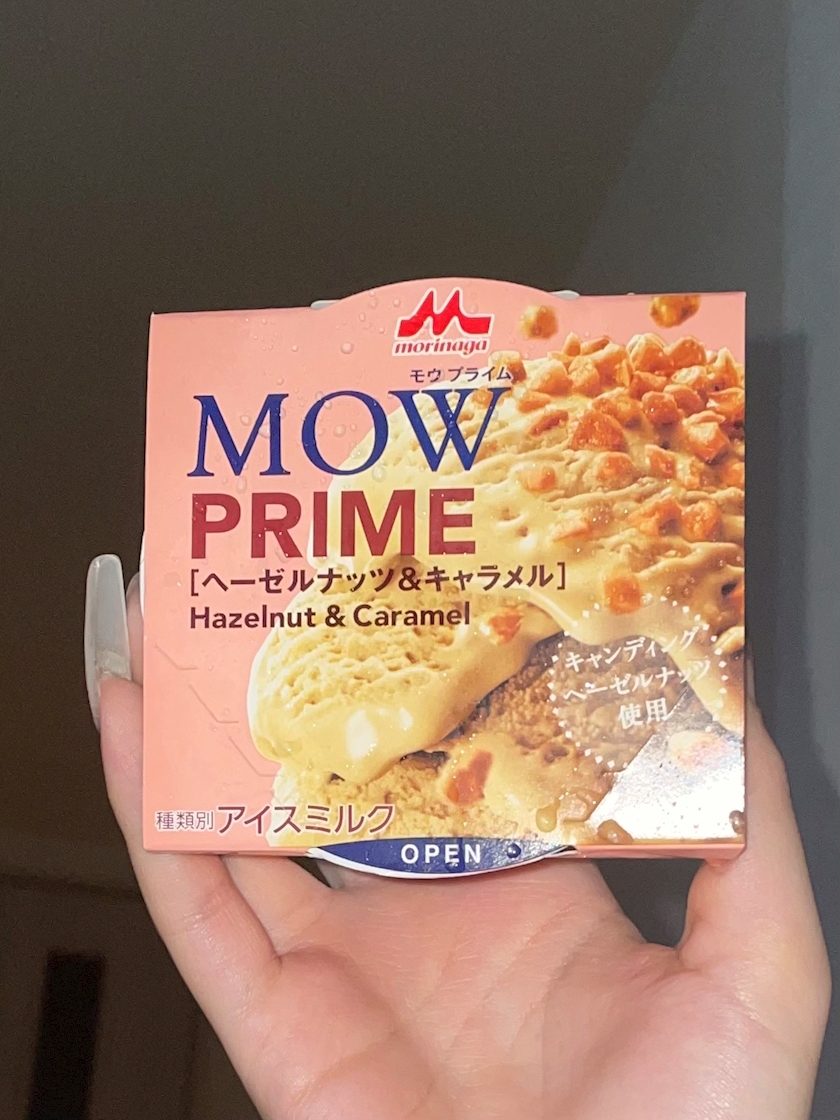 morinaga
モウ プライム
MOW
PRIME
[ヘーゼルナッツ&キャラメル]
Hazelnut & Caramel
キャンディング
ヘーゼルナッツ
使用
種類別アイスミルク
OPEN